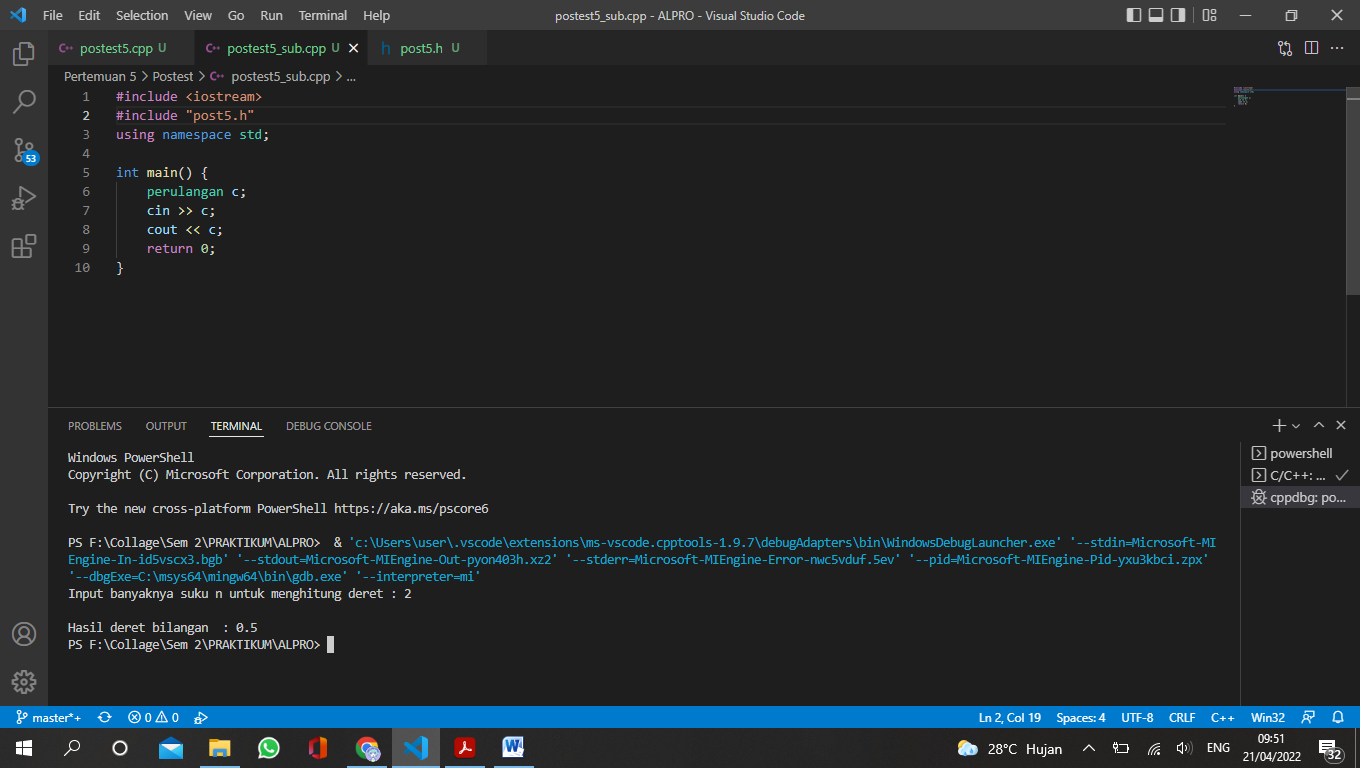 File Edit Selection View Go Run Terminal Help postest5_sub.cpp - ALPRO - Visual Studio Code
postest5.cpp U postest5_sub.cpp U post5.h U
Pertemuan 5 > Postest > postest5_sub.cpp > ...
1 #include <iostream>
2 #include "post5.h"
3 using namespace std;
4
5 int main() {
6 perulangan c;
7 cin >> c;
8 cout << c;
9 return 0;
10 }
53
PROBLEMS OUTPUT TERMINAL DEBUG CONSOLE
Windows PowerShell
Copyright (C) Microsoft Corporation. All rights reserved.
Try the new cross-platform PowerShell https://aka.ms/pscore6
PS F:\Collage\Sem 2\PRAKTIKUM\ALPRO>  & 'c:\Users\user\.vscode\extensions\ms-vscode.cpptools-1.9.7\debugAdapters\bin\WindowsDebugLauncher.exe' '--stdin=Microsoft-MI
Engine-In-id5vscx3.bgb' '--stdout=Microsoft-MIEngine-Out-pyon403h.xz2' '--stderr=Microsoft-MIEngine-Error-nwc5vduf.5ev' '--pid=Microsoft-MIEngine-Pid-yxu3kbci.zpx'
'--dbgExe=C:\msys64\mingw64\bin\gdb.exe' '--interpreter=mi'
Input banyaknya suku n untuk menghitung deret : 2
Hasil deret bilangan  : 0.5
PS F:\Collage\Sem 2\PRAKTIKUM\ALPRO>
powershell
C/C++: ...
cppdbg: po...
master*+ 0 0 Ln 2, Col 19 Spaces: 4 UTF-8 CRLF C++ Win32
28°C Hujan ENG 09:51
21/04/2022 32